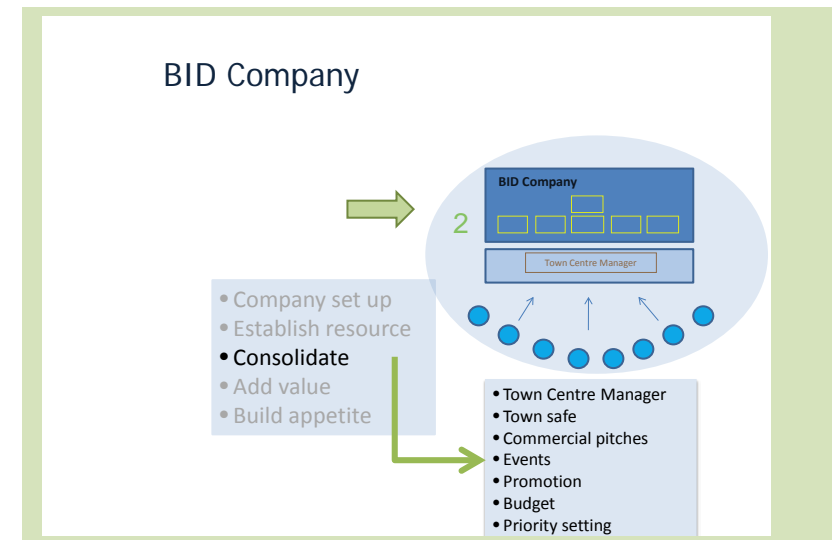 BID Company
BID Company
2
Town Centre Manager
• Company set up
• Establish resource
• Consolidate
• Add value
• Build appetite
• Town Centre Manager
• Town safe
• Commercial pitches
• Events
• Promotion
• Budget
• Priority setting